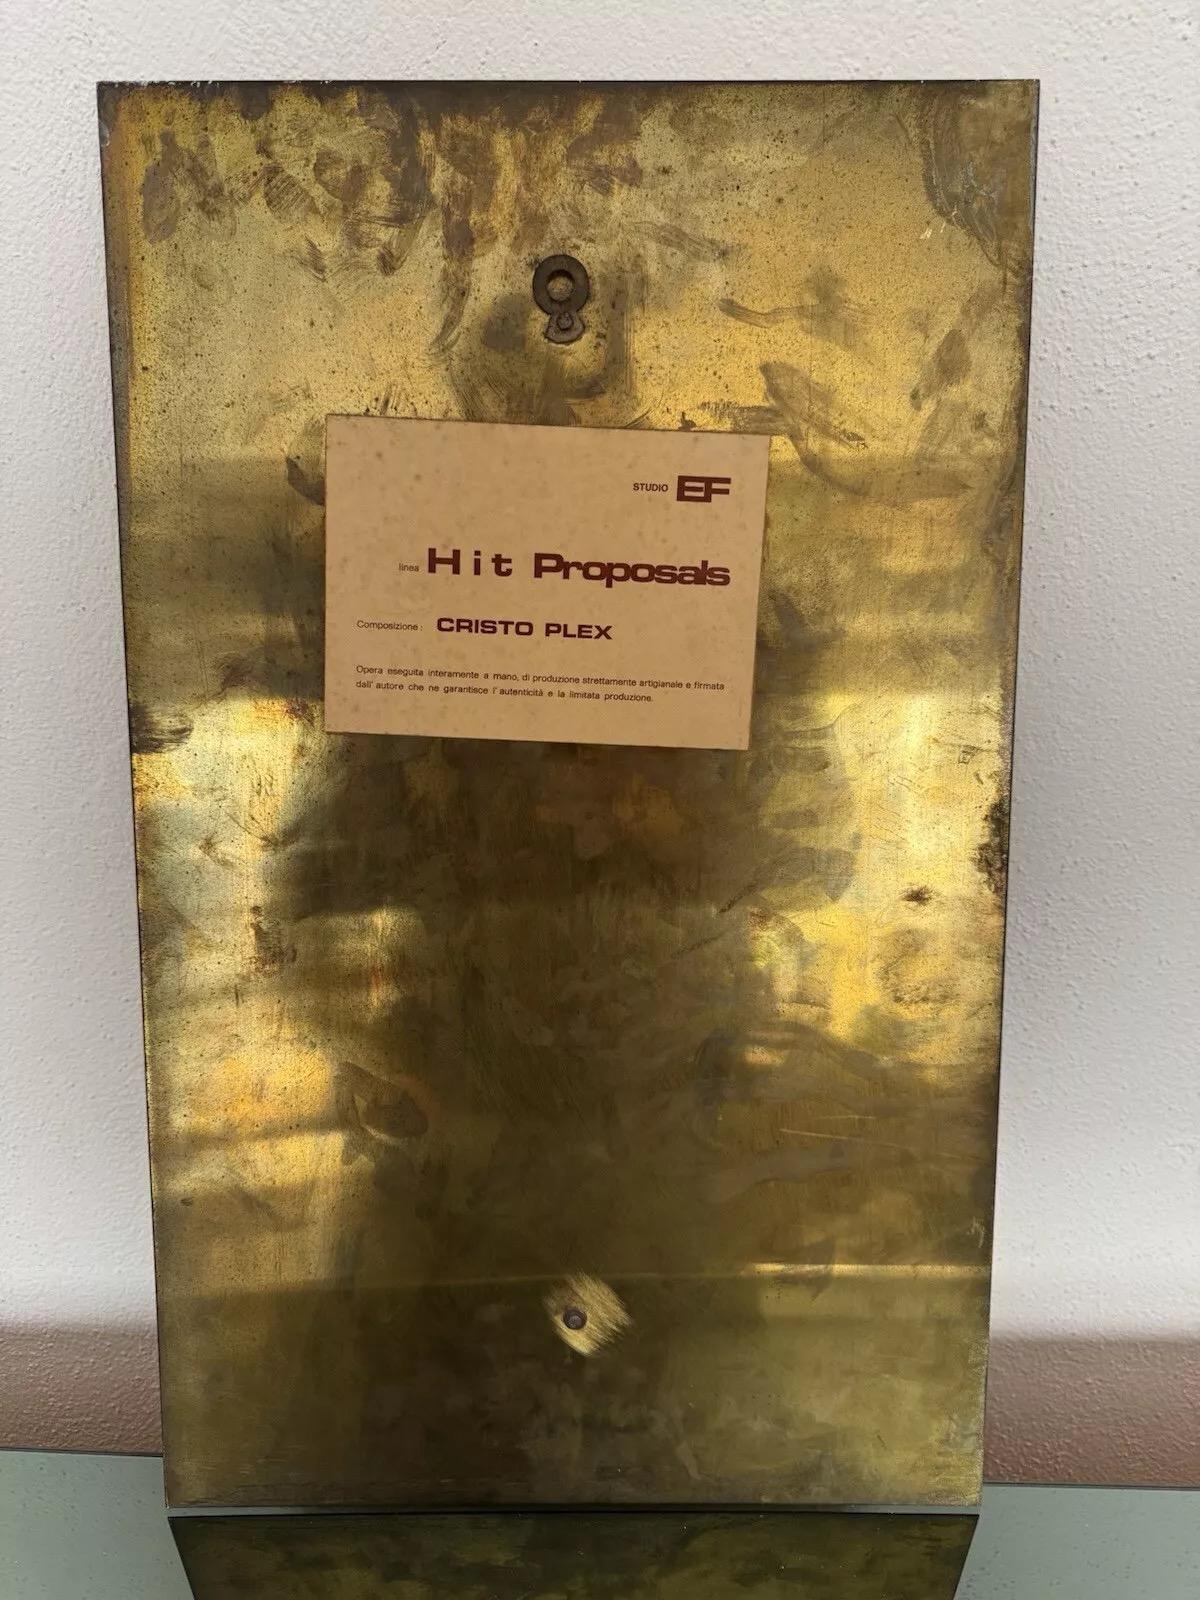 STUDIO EF
linea Hit Proposals
Composizione: CRISTO PLEX
Opera eseguita interamente a mano, di produzione strettamente artigianale e firmata
dall'autore che ne garantisce l'autenticità e la limitata produzione.